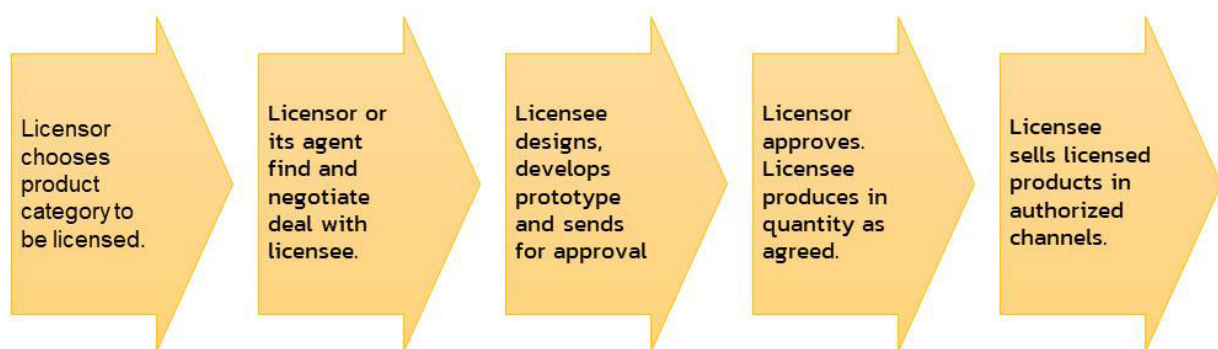 Licensor
chooses
product
category to
be licensed.
Licensor or
its agent
find and
negotiate
deal with
licensee.
Licensee
designs,
develops
prototype
and sends
for approval
Licensor
approves.
Licensee
produces in
quantity as
agreed.
Licensee
sells licensed
products in
authorized
channels.